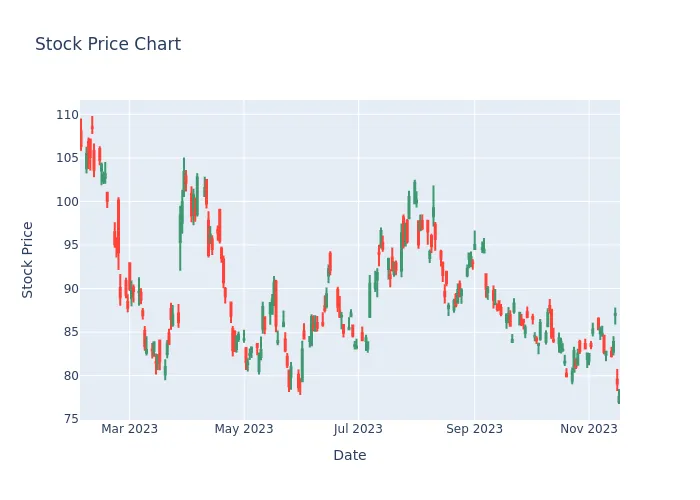 Stock Price Chart
110
105
100
95
90
85
80
75
Stock Price
Mar 2023
May 2023
Jul 2023
Sep 2023
Nov 2023
Date